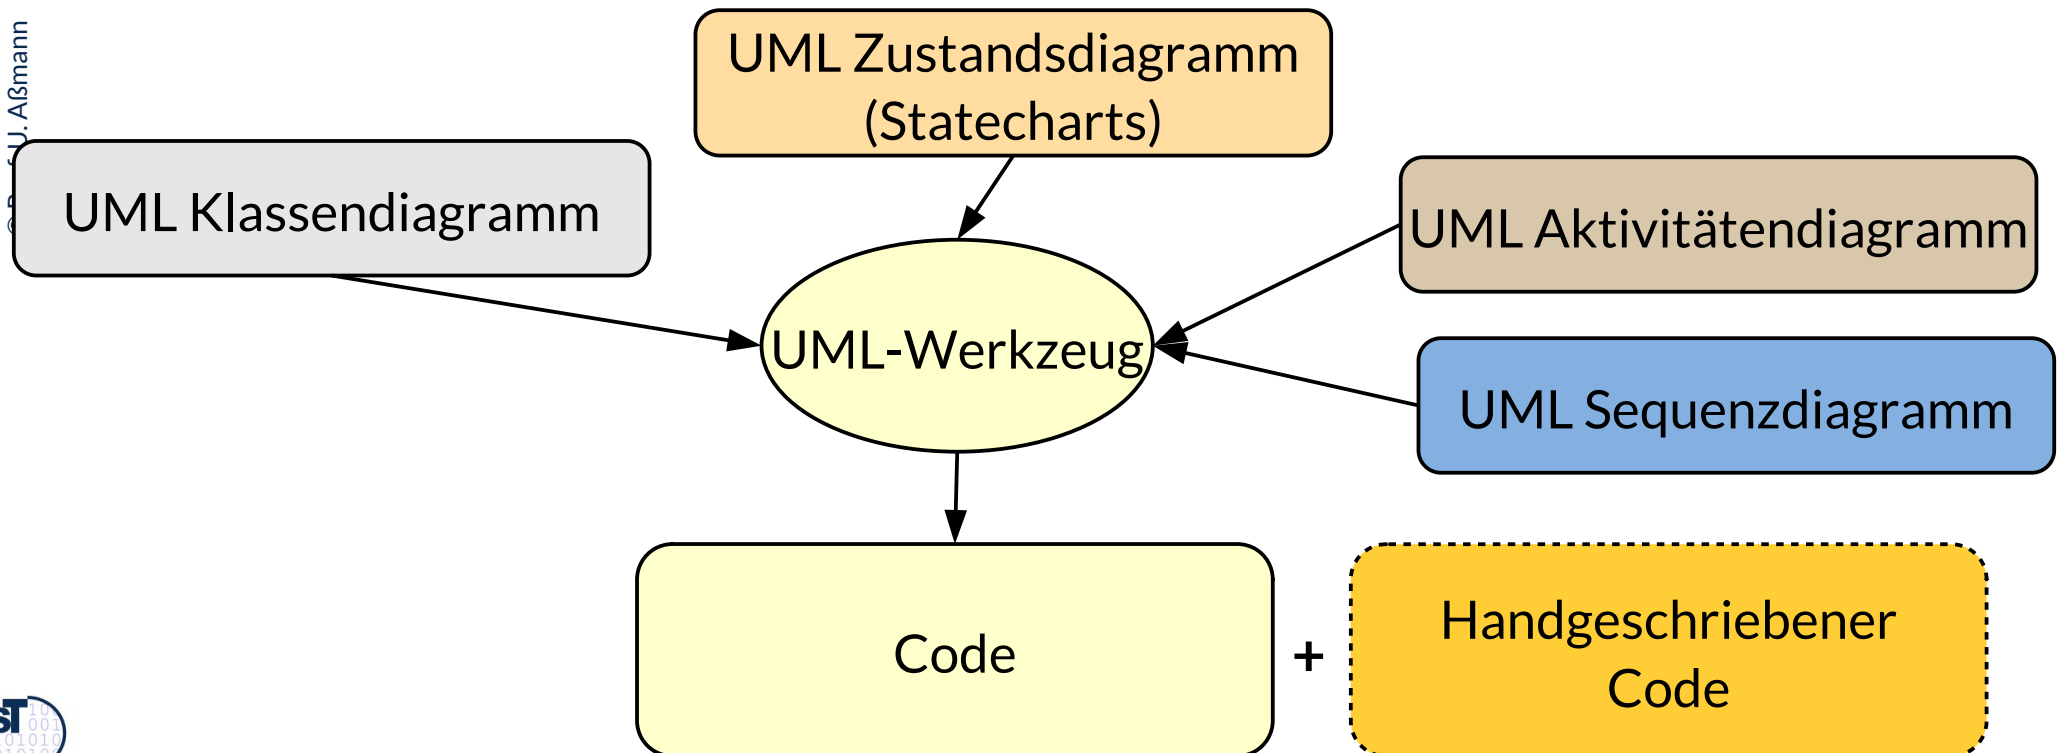 U. Aßmann
UML Zustandsdiagramm
(Statecharts)
UML Klassendiagramm
UML Aktivitätendiagramm
UML-Werkzeug
UML Sequenzdiagramm
Code
+
Handgeschriebener
Code